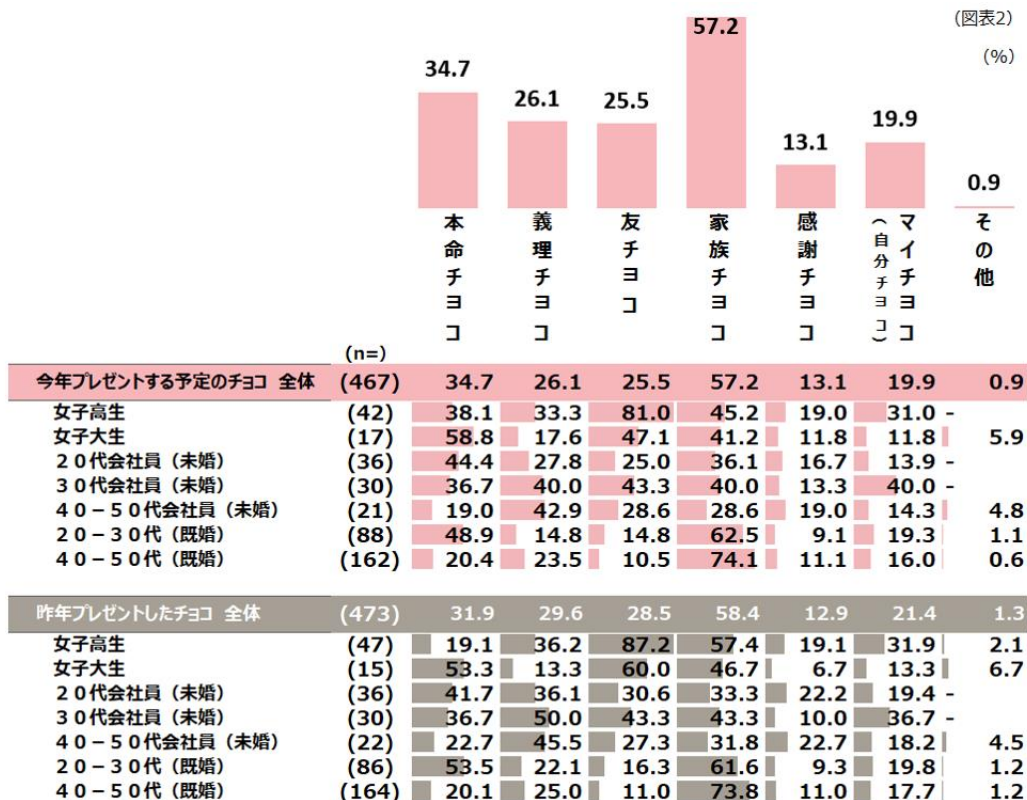 (図表2)
(%)
34.7 26.1 25.5 57.2 13.1 19.9 0.9
本命チョコ
義理チョコ
友チョコ
家族チョコ
感謝チョコ
マイチョコ
(自分チョコ)
その他
(n=)
今年プレゼントする予定のチョコ 全体 (467) 34.7 26.1 25.5 57.2 13.1 19.9 0.9
女子高生 (42) 38.1 33.3 81.0 45.2 19.0 31.0 -
女子大生 (17) 58.8 17.6 47.1 41.2 11.8 11.8 5.9
20代会社員(未婚) (36) 44.4 27.8 25.0 36.1 16.7 13.9 -
30代会社員(未婚) (30) 36.7 40.0 43.3 40.0 13.3 40.0 -
40-50代会社員(未婚) (21) 19.0 42.9 28.6 28.6 19.0 14.3 4.8
20-30代(既婚) (88) 48.9 14.8 14.8 62.5 9.1 19.3 1.1
40-50代(既婚) (162) 20.4 23.5 10.5 74.1 11.1 16.0 0.6
昨年プレゼントしたチョコ 全体 (473) 31.9 29.6 28.5 58.4 12.9 21.4 1.3
女子高生 (47) 19.1 36.2 87.2 57.4 19.1 31.9 2.1
女子大生 (15) 53.3 13.3 60.0 46.7 6.7 13.3 6.7
20代会社員(未婚) (36) 41.7 36.1 30.6 33.3 22.2 19.4 -
30代会社員(未婚) (30) 36.7 50.0 43.3 43.3 10.0 36.7 -
40-50代会社員(未婚) (22) 22.7 45.5 27.3 31.8 22.7 18.2 4.5
20-30代(既婚) (86) 53.5 22.1 16.3 61.6 9.3 19.8 1.2
40-50代(既婚) (164) 20.1 25.0 11.0 73.8 11.0 17.7 1.2